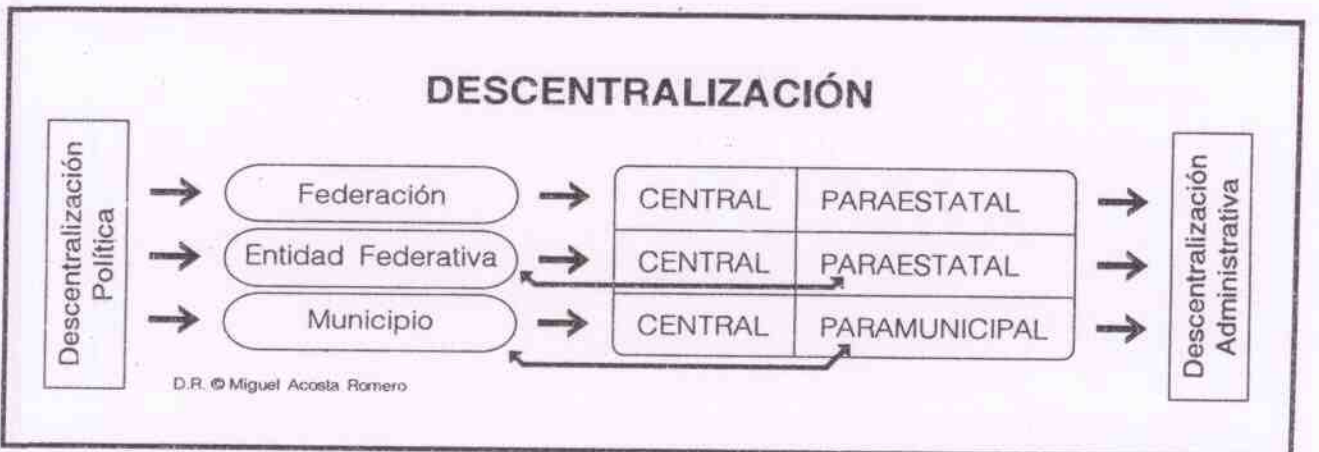 DESCENTRALIZACIÓN
Descentralización
Política
Federación
CENTRAL
PARAESTATAL
Entidad Federativa
CENTRAL
PARAESTATAL
Municipio
CENTRAL
PARAMUNICIPAL
Descentralización
Administrativa
D.R. © Miguel Acosta Romero